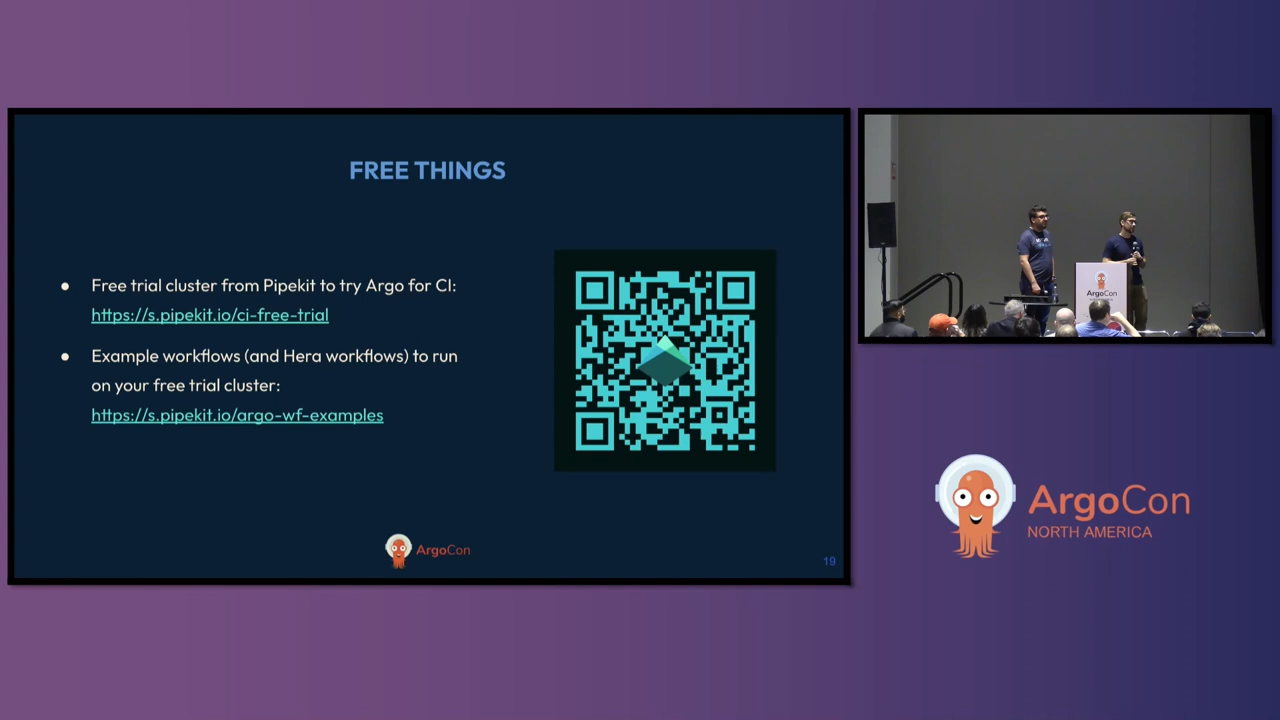 FREE THINGS
● Free trial cluster from Pipekit to try Argo for CI:
https://s.pipekit.io/ci-free-trial
● Example workflows (and Hera workflows) to run
on your free trial cluster:
https://s.pipekit.io/argo-wf-examples
ArgoCon
19
ArgoCon
ArgoCon
NORTH AMERICA